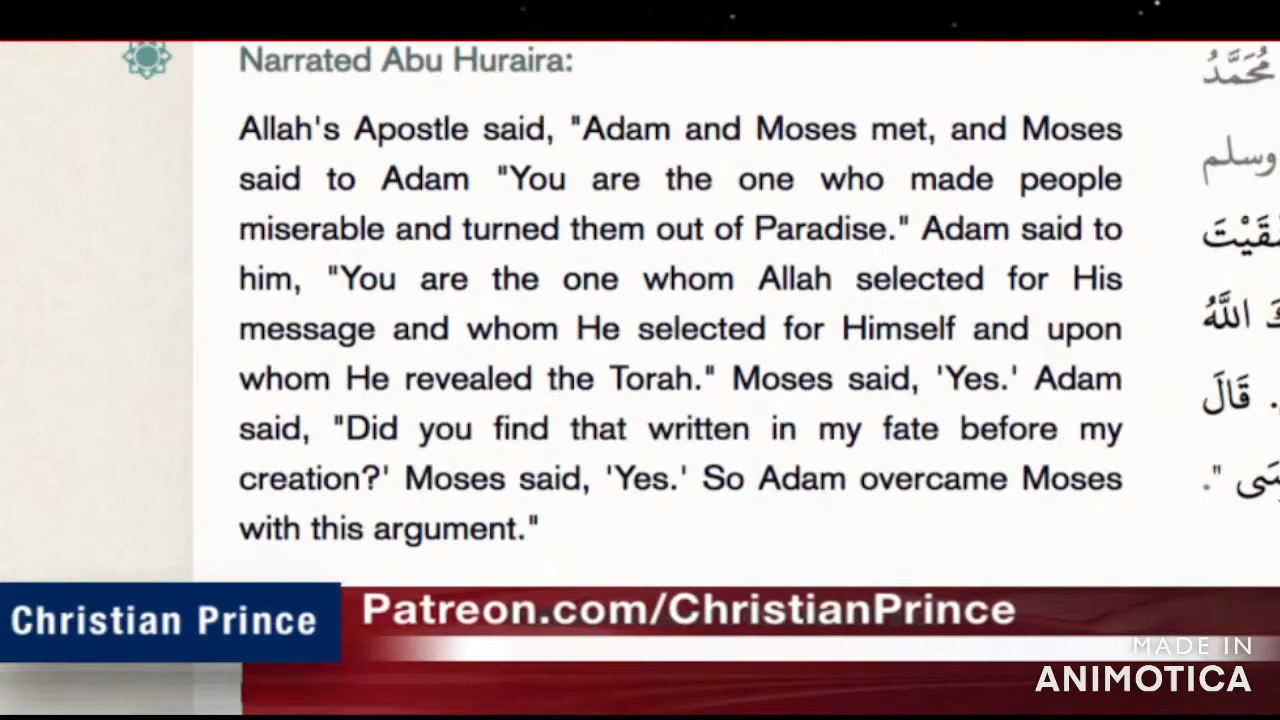 Narrated Abu Huraira:
Allah's Apostle said, "Adam and Moses met, and Moses
said to Adam "You are the one who made people
miserable and turned them out of Paradise." Adam said to
him, "You are the one whom Allah selected for His
message and whom He selected for Himself and upon
whom He revealed the Torah." Moses said, 'Yes.' Adam
said, "Did you find that written in my fate before my
creation?' Moses said, 'Yes.' So Adam overcame Moses
with this argument."
مُحَمَّدُ
وسلم
اللَّهُ
قَالَ
Christian Prince
Patreon.com/ChristianPrince
MADE IN
ANIMOTICA